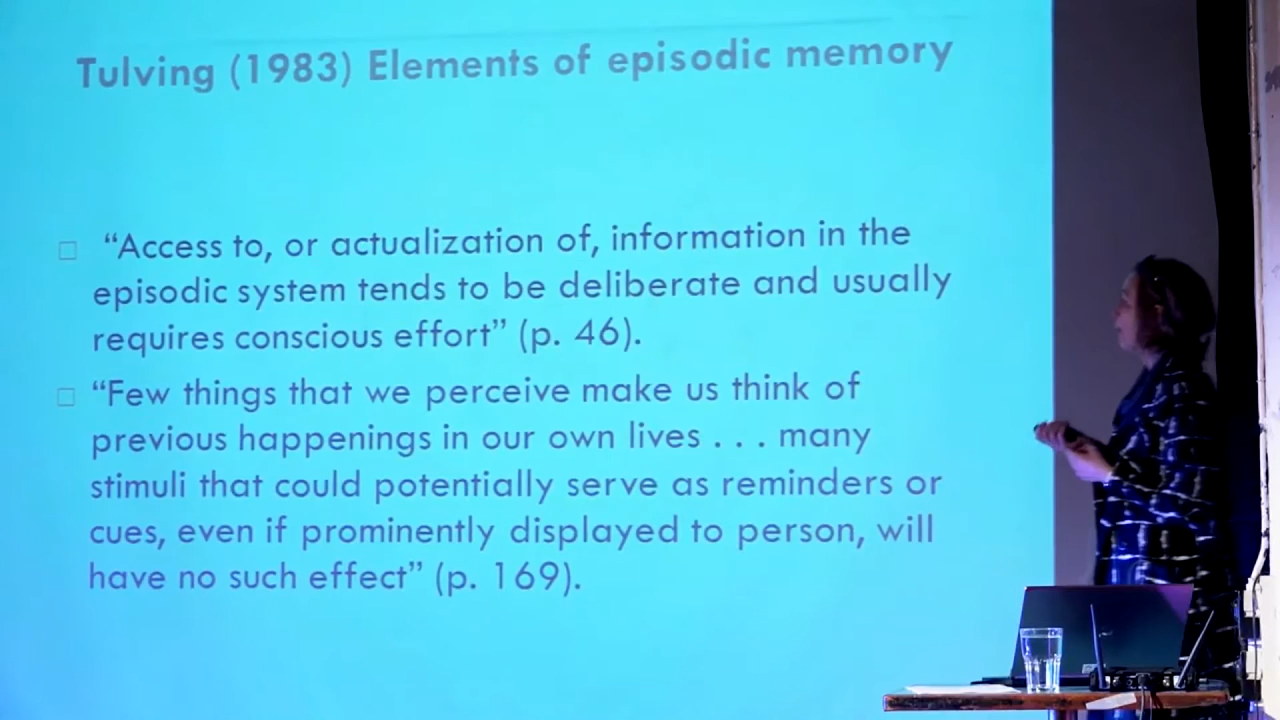 Tulving (1983) Elements of episodic memory
“Access to, or actualization of, information in the
episodic system tends to be deliberate and usually
requires conscious effort” (p. 46).
“Few things that we perceive make us think of
previous happenings in our own lives . . . many
stimuli that could potentially serve as reminders or
cues, even if prominently displayed to person, will
have no such effect” (p. 169).